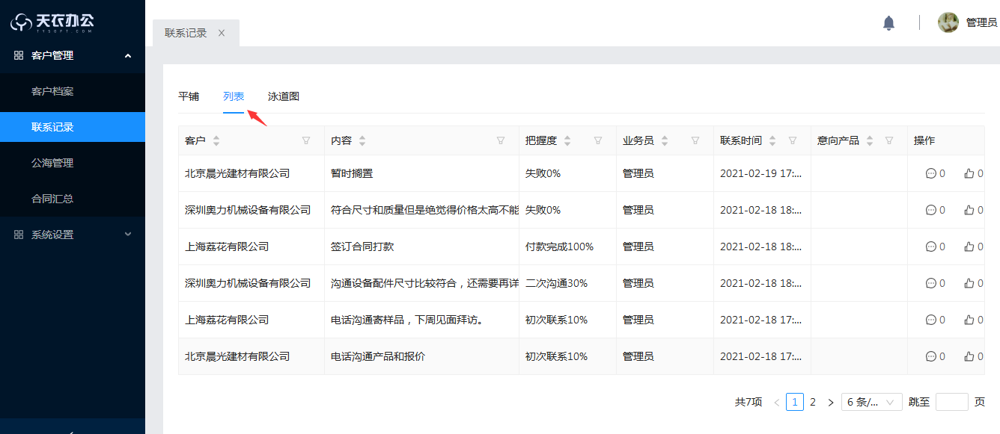 天衣办公
TYSOFT.COM
联系记录
管理员
客户管理
客户档案
联系记录
公海管理
合同汇总
系统设置
平铺 列表 泳道图
客户 内容 把握度 业务员 联系时间 意向产品 操作
北京晨光建材有限公司 暂时搁置 失败0% 管理员 2021-02-19 17:... 0 0
深圳奥力机械设备有限公司 符合尺寸和质量但是绝觉得价格太高不能 失败0% 管理员 2021-02-18 18:... 0 0
上海荔花有限公司 签订合同打款 付款完成100% 管理员 2021-02-18 18:... 0 0
深圳奥力机械设备有限公司 沟通设备配件尺寸比较符合，还需要再详 二次沟通30% 管理员 2021-02-18 18:... 0 0
上海荔花有限公司 电话沟通寄样品，下周见面拜访。 初次联系10% 管理员 2021-02-18 17:... 0 0
北京晨光建材有限公司 电话沟通产品和报价 初次联系10% 管理员 2021-02-18 17:... 0 0
共7项 < 1 2 > 6 条/... 跳至 页